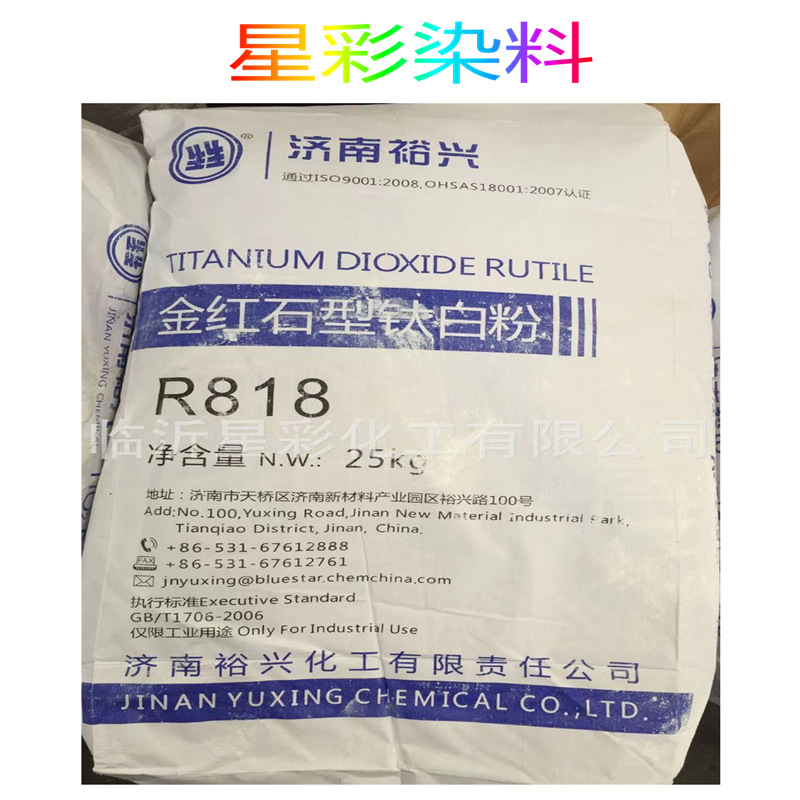 星彩染料
天桥
®
济南裕兴
通过ISO9001:2008,OHSAS18001:2007认证
TITANIUM DIOXIDE RUTILE
金红石型钛白粉
R818
临沂星彩化工有限公司
净含量 N.W.: 25kg
地址:济南市天桥区济南新材料产业园区裕兴路100号
Add:No.100,Yuxing Road,Jinan New Material Industrial Park,
Tianqiao District, Jinan, China.
+86-531-67612888
FAX +86-531-67612761
jnyuxing@bluestar.chemchina.com
执行标准Executive Standard
GB/T1706-2006
仅限工业用途 Only For Industrial Use
济南裕兴化工有限责任公司
JINAN YUXING CHEMICAL CO.,LTD.
JINAN YUXING
CHEMICAL